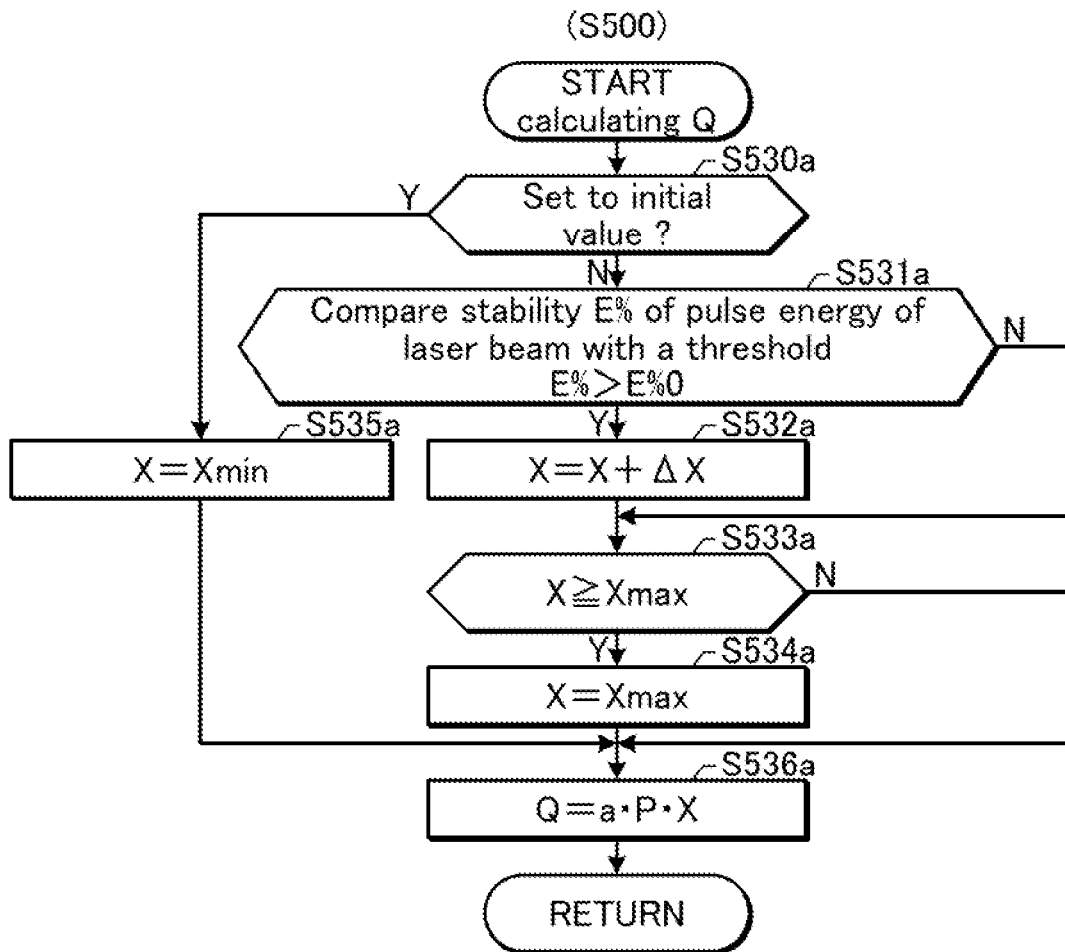 (S500)
START
calculating Q
S530a
Y
Set to initial
value ?
N
S531a
Compare stability E% of pulse energy of
laser beam with a threshold
E%>E%0
N
Y
S535a
S532a
X=Xmin
X=X+ΔX
S533a
X≧Xmax
N
Y
S534a
X=Xmax
S536a
Q=a･P･X
RETURN